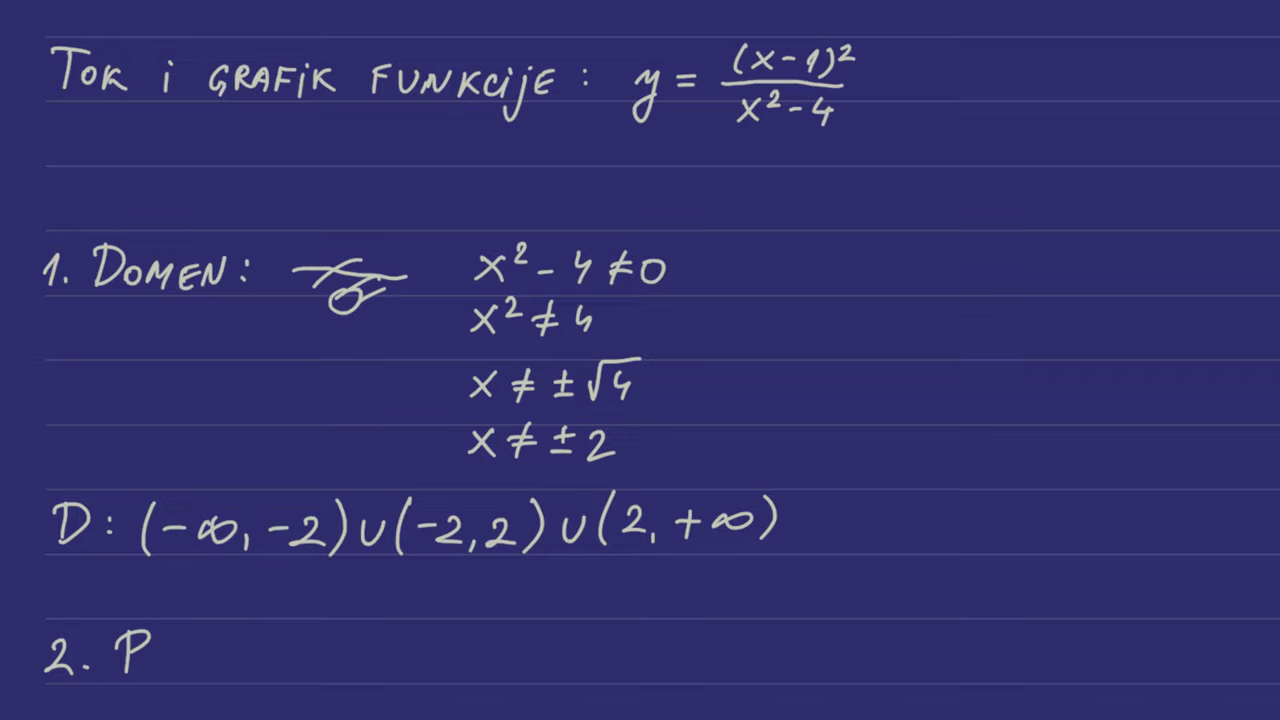 Tok i GRAFiK FUNKCije: y = (x-1)² / x²-4
1. DOMEN: x²-4≠0
x²≠4
x≠±√4
x≠±2
D: (-∞,-2)∪(-2,2)∪(2,+∞)
2. P